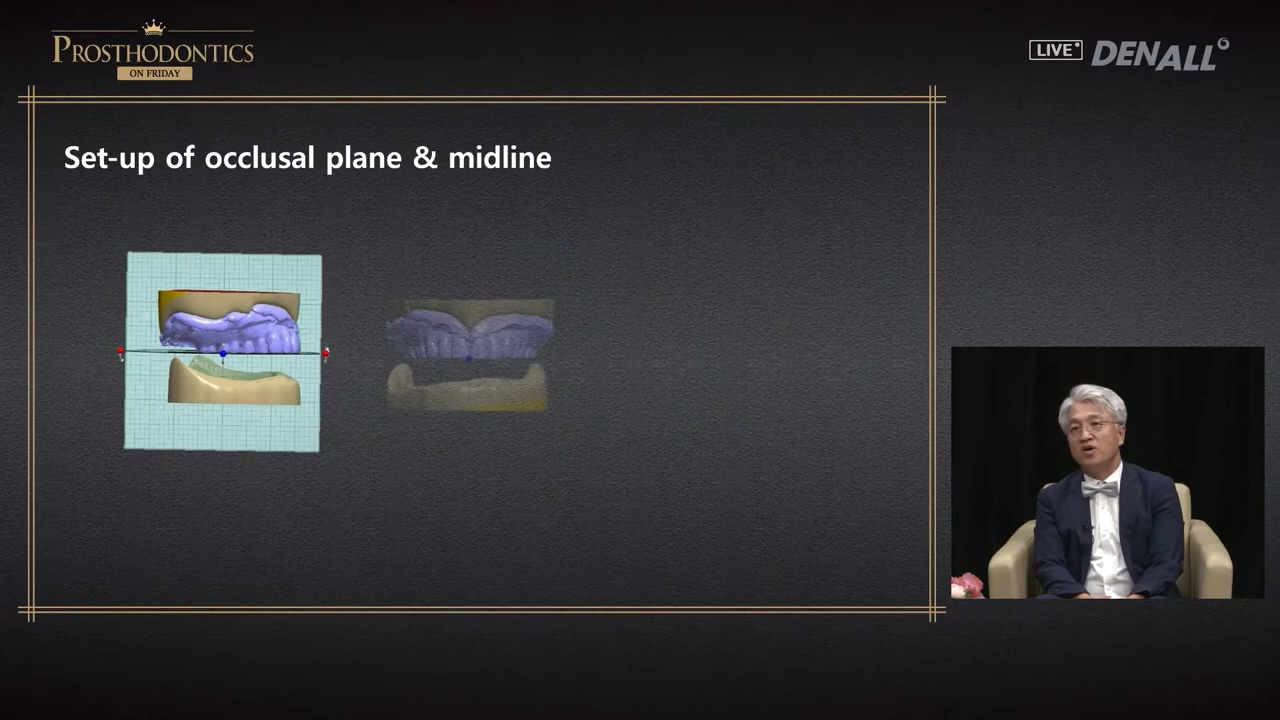 PROSTHODONTICS
ON FRIDAY
LIVE
DENALL
Set-up of occlusal plane & midline